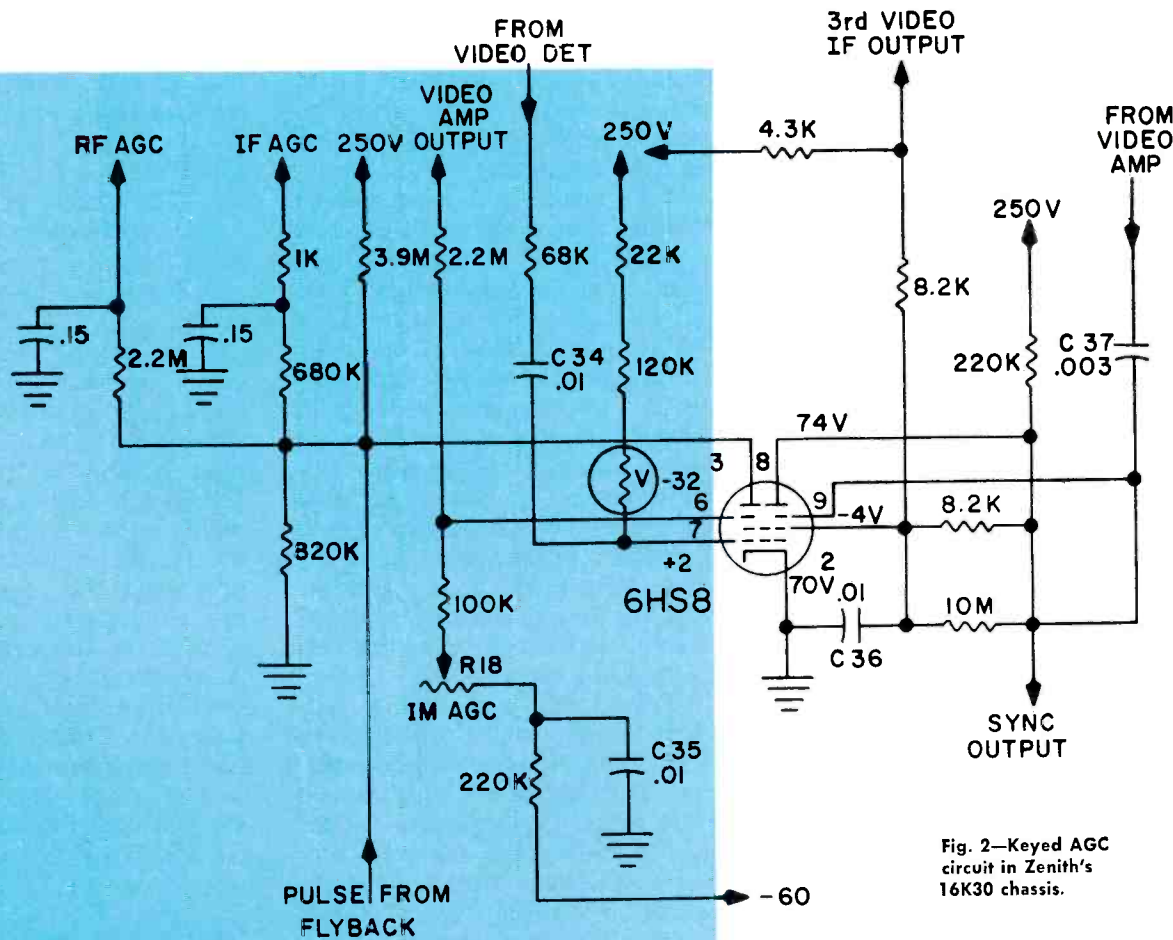 FROM
VIDEO DET
3rd VIDEO
IF OUTPUT
VIDEO
AMP
OUTPUT
RF AGC
IF AGC
250V
250V
4.3K
FROM
VIDEO
AMP
250V
1K
3.9M
2.2M
68K
22K
8.2K
.15
.15
2.2M
680K
C34
.01
120K
220K
C37
.003
74V
3
8
V
-32
6
9
-4V
8.2K
7
+2
2
70V
6HS8
.01
10M
C36
820K
100K
R18
IM AGC
SYNC
OUTPUT
220K
C35
.01
PULSE FROM
FLYBACK
-60
Fig. 2—Keyed AGC
circuit in Zenith's
16K30 chassis.